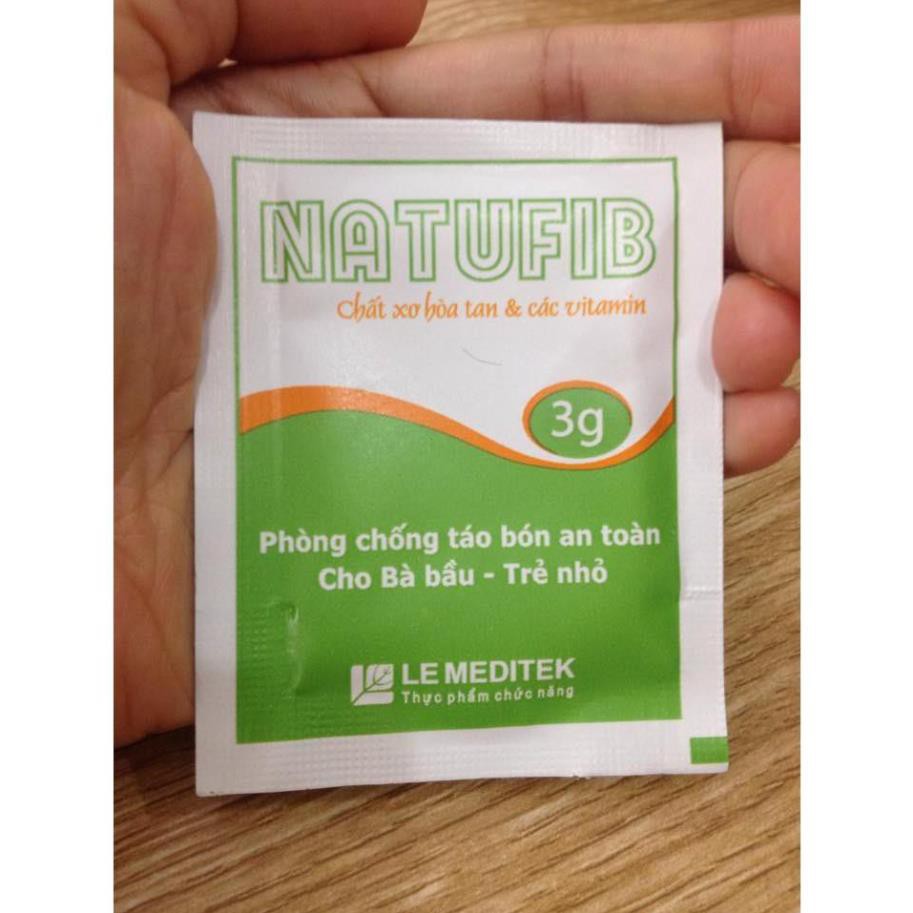 NATUFIB
Chất xơ hòa tan & các vitamin
3g
Phòng chống táo bón an toàn
Cho Bà bầu - Trẻ nhỏ
LE MEDITEK
Thực phẩm chức năng